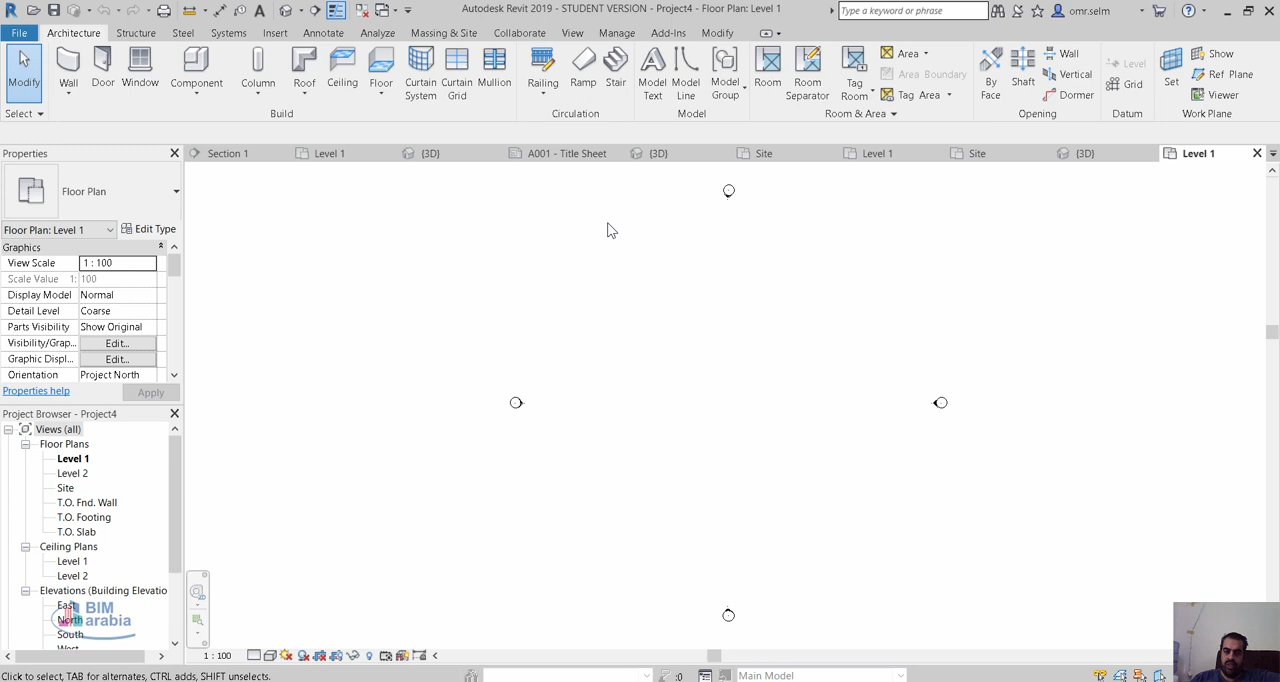 Autodesk Revit 2019 - STUDENT VERSION - Project4 - Floor Plan: Level 1
Type a keyword or phrase
omr.selm
File Architecture Structure Steel Systems Insert Annotate Analyze Massing & Site Collaborate View Manage Add-Ins Modify
Modify
Wall
Door
Window
Component
Column
Roof
Ceiling
Floor
Curtain
System
Curtain
Grid
Mullion
Railing
Ramp
Stair
Model
Text
Model
Line
Model
Group
Room
Room
Separator
Tag
Room
Area
Area Boundary
Tag Area
By
Face
Shaft
Wall
Vertical
Dormer
Level
Grid
Set
Show
Ref Plane
Viewer
Select
Build
Circulation
Model
Room & Area
Opening
Datum
Work Plane
Properties
Section 1
Level 1
(3D)
A001 - Title Sheet
(3D)
Site
Level 1
Site
(3D)
Level 1
Floor Plan
Floor Plan: Level 1
Edit Type
Graphics
View Scale 1 : 100
Scale Value 1: 100
Display Model Normal
Detail Level Coarse
Parts Visibility Show Original
Visibility/Grap... Edit...
Graphic Displ... Edit...
Orientation Project North
Properties help Apply
Project Browser - Project4
Views (all)
Floor Plans
Level 1
Level 2
Site
T.O. Fnd. Wall
T.O. Footing
T.O. Slab
Ceiling Plans
Level 1
Level 2
Elevations (Building Elevatio
East
North
South
West
BIM
arabia
1 : 100
Click to select, TAB for alternates, CTRL adds, SHIFT unselects.
:0
Main Model